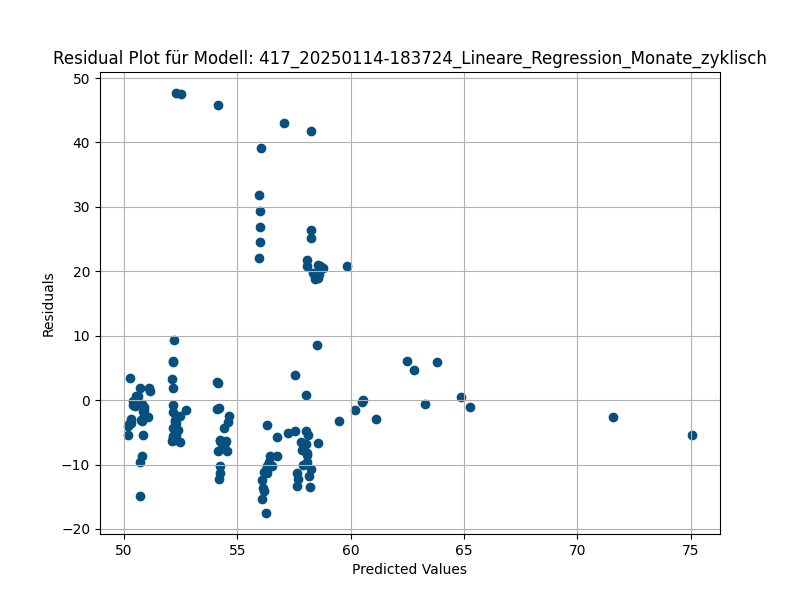 Residual Plot für Modell: 417_20250114-183724_Lineare_Regression_Monate_zyklisch
50
40
30
20
10
0
−10
−20
Residuals
50 55 60 65 70 75
Predicted Values